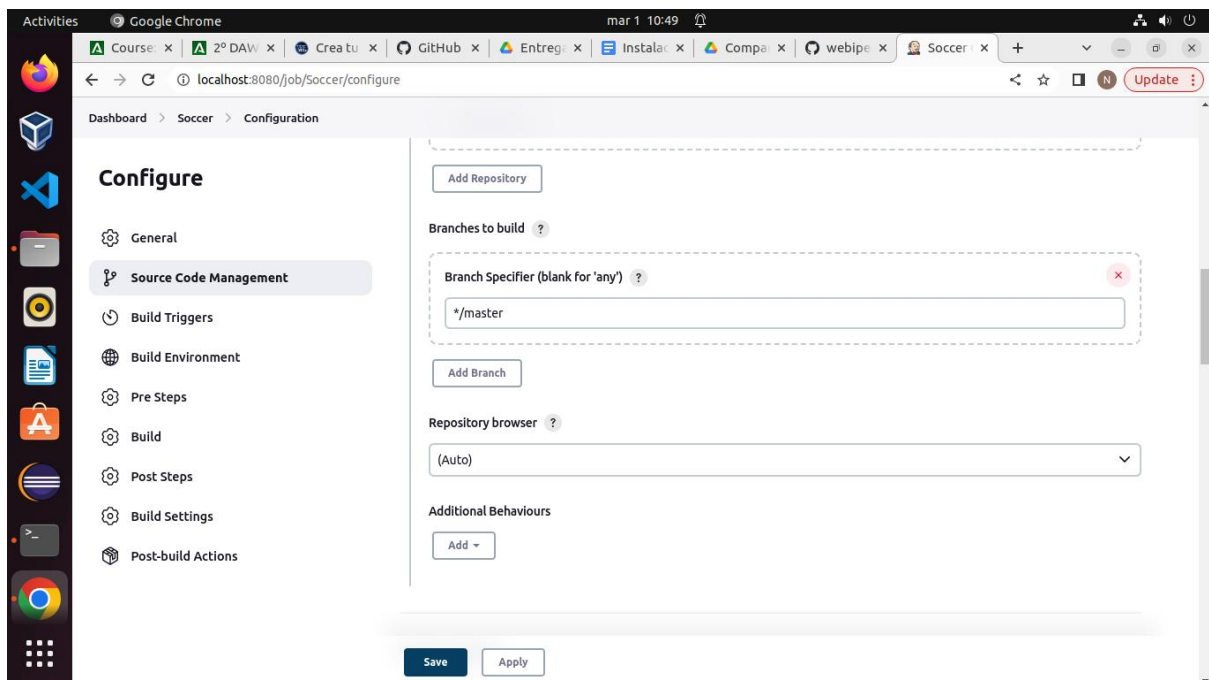 Activities Google Chrome mar 1 10:49
Course: 2º DAW Crea tu GitHub Entrega Instalac Compa webipe Soccer
localhost:8080/job/Soccer/configure N Update
Dashboard > Soccer > Configuration
Configure
General
Source Code Management
Build Triggers
Build Environment
Pre Steps
Build
Post Steps
Build Settings
Post-build Actions
Add Repository
Branches to build ?
Branch Specifier (blank for 'any') ?
*/master
Add Branch
Repository browser ?
(Auto)
Additional Behaviours
Add
Save Apply